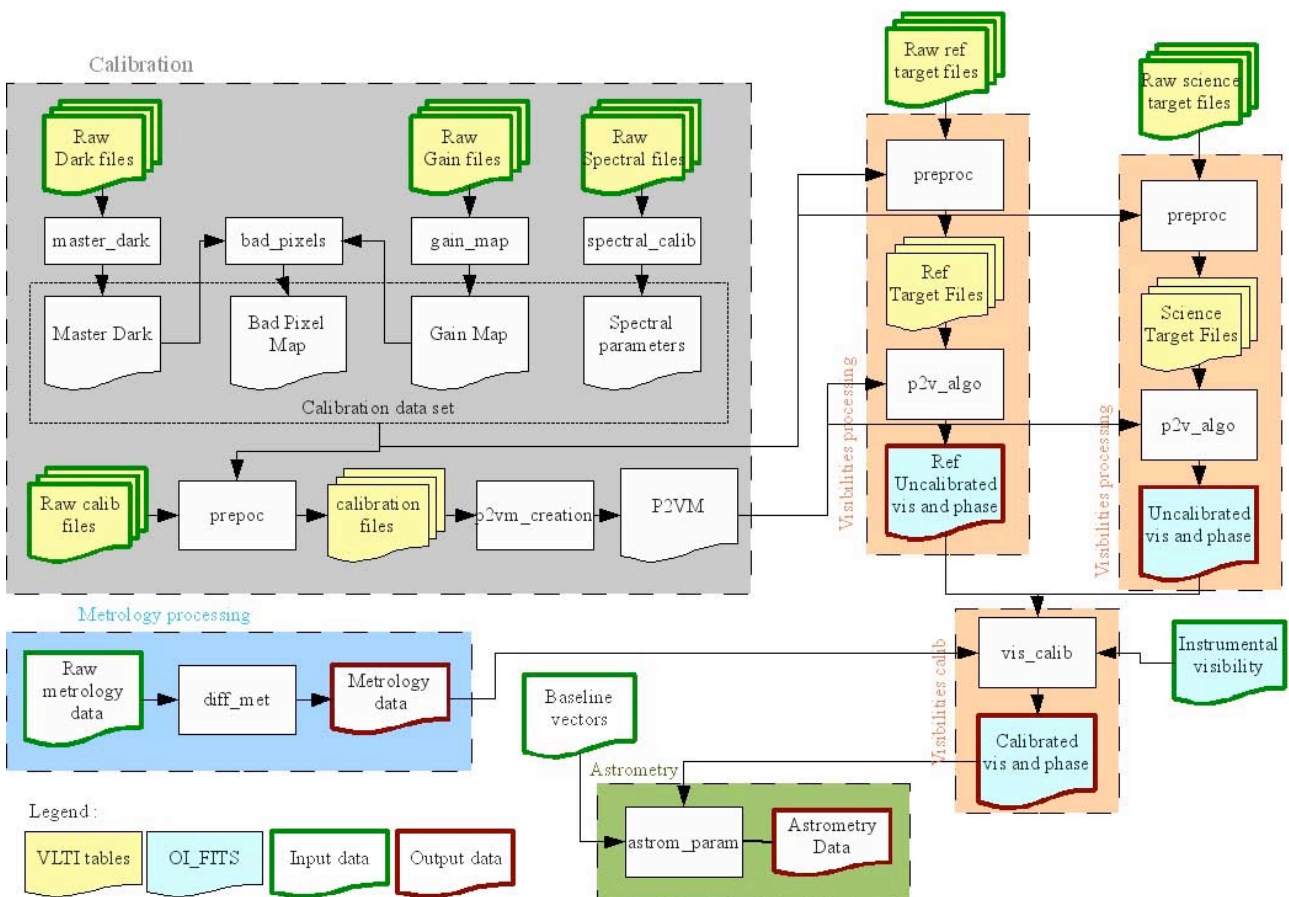 Calibration
Raw
Dark files
Raw
Gain files
Raw
Spectral files
Raw ref
target files
Raw science
target files
master_dark
bad_pixels
gain_map
spectral_calib
Master Dark
Bad Pixel
Map
Gain Map
Spectral
parameters
Calibration data set
Raw calib
files
prepoc
calibration
files
p2vm_creation
P2VM
preproc
Ref
Target Files
p2v_algo
Ref
Uncalibrated
vis and phase
Visibilities processing
preproc
Science
Target Files
p2v_algo
Uncalibrated
vis and phase
Visibilities processing
Metrology processing
Raw
metrology
data
diff_met
Metrology
data
Baseline
vectors
vis_calib
Calibrated
vis and phase
Visibilities calib
Instrumental
visibility
Astrometry
astrom_param
Astrometry
Data
Legend :
VLTI tables
OI_FITS
Input data
Output data